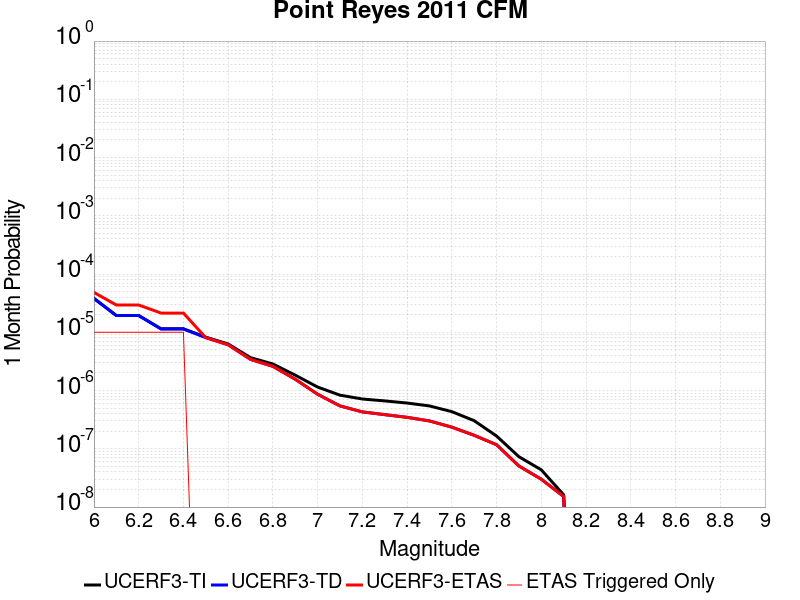 Point Reyes 2011 CFM
10^0
10^-1
10^-2
10^-3
10^-4
10^-5
10^-6
10^-7
10^-8
1 Month Probability
6 6.2 6.4 6.6 6.8 7 7.2 7.4 7.6 7.8 8 8.2 8.4 8.6 8.8 9
Magnitude
UCERF3-TI UCERF3-TD UCERF3-ETAS ETAS Triggered Only